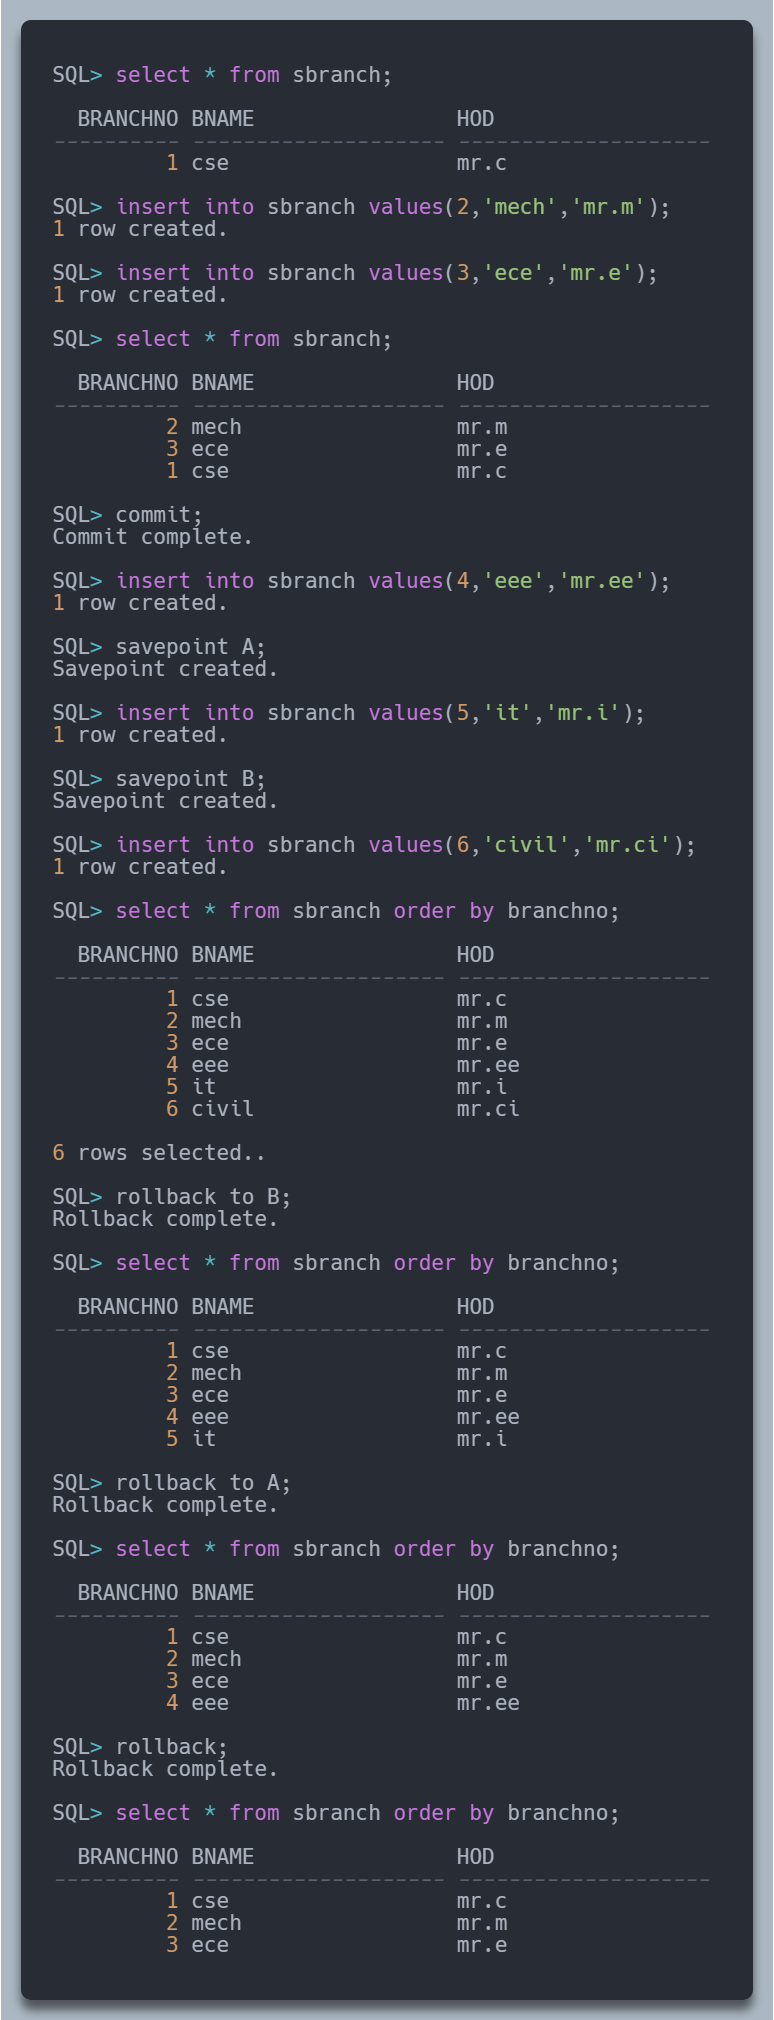 SQL> select * from sbranch;
  BRANCHNO BNAME                HOD
---------- -------------------- --------------------
         1 cse                  mr.c
SQL> insert into sbranch values(2,'mech','mr.m');
1 row created.
SQL> insert into sbranch values(3,'ece','mr.e');
1 row created.
SQL> select * from sbranch;
  BRANCHNO BNAME                HOD
---------- -------------------- --------------------
         2 mech                 mr.m
         3 ece                  mr.e
         1 cse                  mr.c
SQL> commit;
Commit complete.
SQL> insert into sbranch values(4,'eee','mr.ee');
1 row created.
SQL> savepoint A;
Savepoint created.
SQL> insert into sbranch values(5,'it','mr.i');
1 row created.
SQL> savepoint B;
Savepoint created.
SQL> insert into sbranch values(6,'civil','mr.ci');
1 row created.
SQL> select * from sbranch order by branchno;
  BRANCHNO BNAME                HOD
---------- -------------------- --------------------
         1 cse                  mr.c
         2 mech                 mr.m
         3 ece                  mr.e
         4 eee                  mr.ee
         5 it                   mr.i
         6 civil                mr.ci
6 rows selected..
SQL> rollback to B;
Rollback complete.
SQL> select * from sbranch order by branchno;
  BRANCHNO BNAME                HOD
---------- -------------------- --------------------
         1 cse                  mr.c
         2 mech                 mr.m
         3 ece                  mr.e
         4 eee                  mr.ee
         5 it                   mr.i
SQL> rollback to A;
Rollback complete.
SQL> select * from sbranch order by branchno;
  BRANCHNO BNAME                HOD
---------- -------------------- --------------------
         1 cse                  mr.c
         2 mech                 mr.m
         3 ece                  mr.e
         4 eee                  mr.ee
SQL> rollback;
Rollback complete.
SQL> select * from sbranch order by branchno;
  BRANCHNO BNAME                HOD
---------- -------------------- --------------------
         1 cse                  mr.c
         2 mech                 mr.m
         3 ece                  mr.e